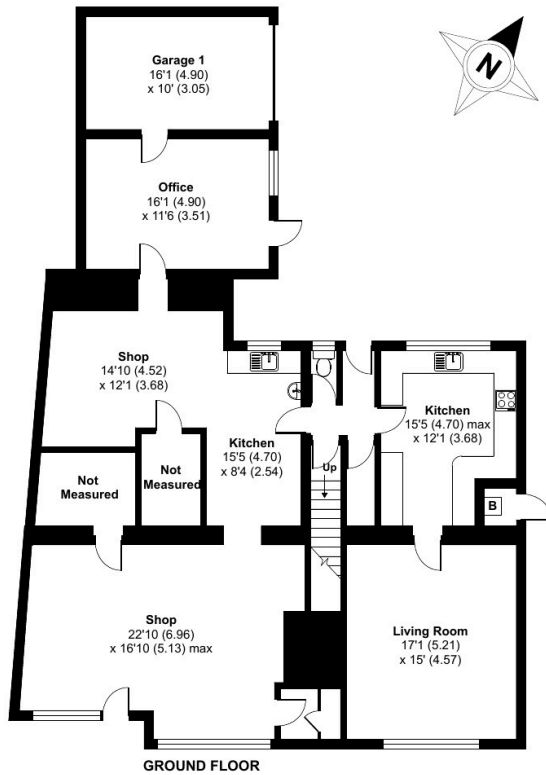 Garage 1
16'1 (4.90)
x 10' (3.05)
N
Office
16'1 (4.90)
x 11'6 (3.51)
Shop
14'10 (4.52)
x 12'1 (3.68)
Kitchen
15'5 (4.70)
x 8'4 (2.54)
Kitchen
15'5 (4.70) max
x 12'1 (3.68)
Not
Measured
Not
Measured
Up
B
Shop
22'10 (6.96)
x 16'10 (5.13) max
Living Room
17'1 (5.21)
x 15' (4.57)
GROUND FLOOR